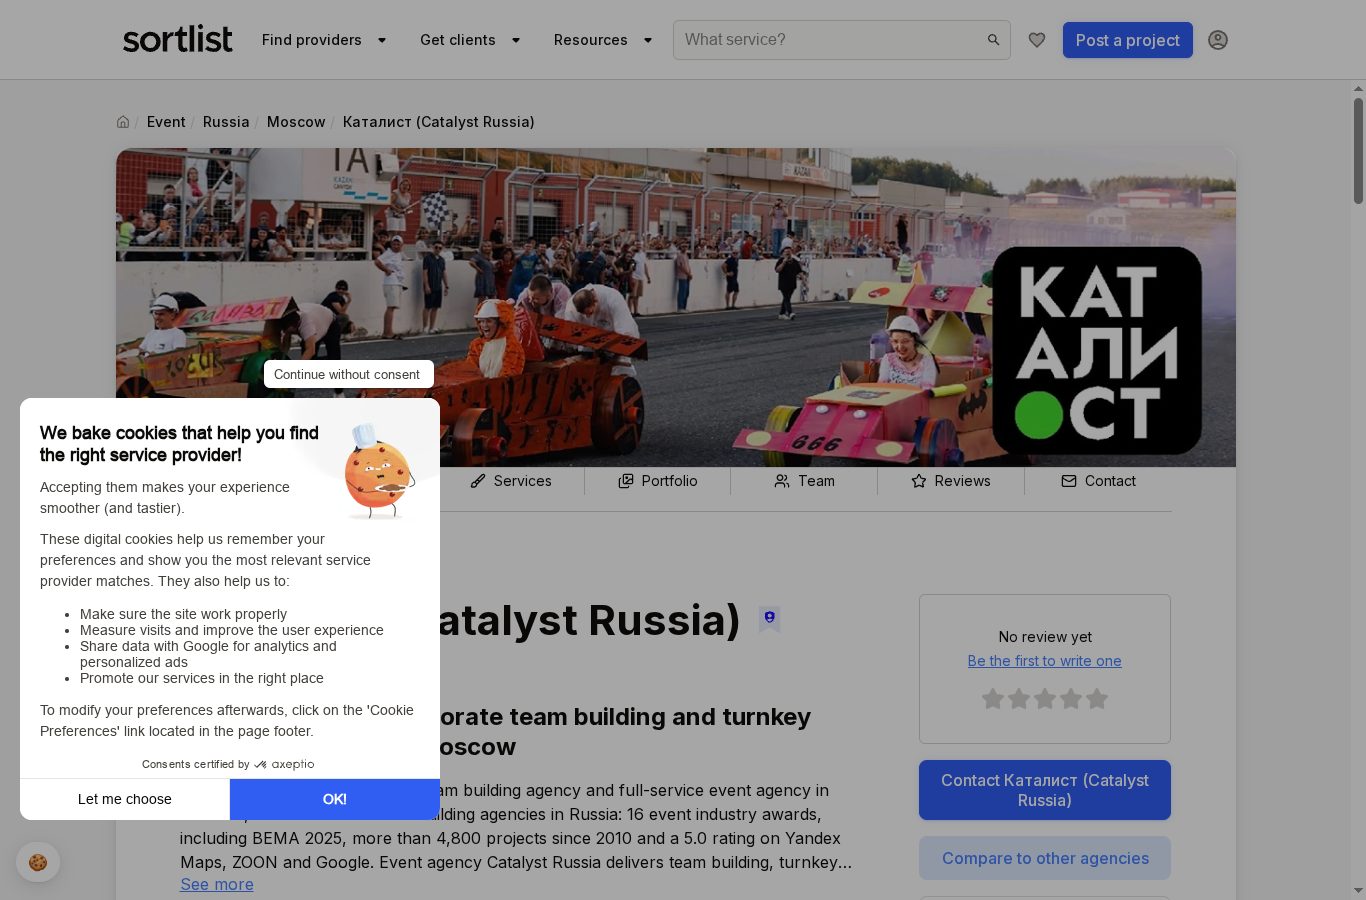 sortlist
Find providers
Get clients
Resources
What service?
Post a project
Event / Russia / Moscow / Каталист (Catalyst Russia)
КАТ
АЛИ
СТ
666
Continue without consent
We bake cookies that help you find
the right service provider!
Accepting them makes your experience
smoother (and tastier).
These digital cookies help us remember your
preferences and show you the most relevant service
provider matches. They also help us to:
Make sure the site work properly
Measure visits and improve the user experience
Share data with Google for analytics and
personalized ads
Promote our services in the right place
To modify your preferences afterwards, click on the 'Cookie
Preferences' link located in the page footer.
Consents certified by axeptio
Let me choose
OK!
Services
Portfolio
Team
Reviews
Contact
atalyst Russia)
orate team building and turnkey
oscow
am building agency and full-service event agency in
ilding agencies in Russia: 16 event industry awards,
including BEMA 2025, more than 4,800 projects since 2010 and a 5.0 rating on Yandex
Maps, ZOON and Google. Event agency Catalyst Russia delivers team building, turnkey…
See more
No review yet
Be the first to write one
Contact Каталист (Catalyst
Russia)
Compare to other agencies